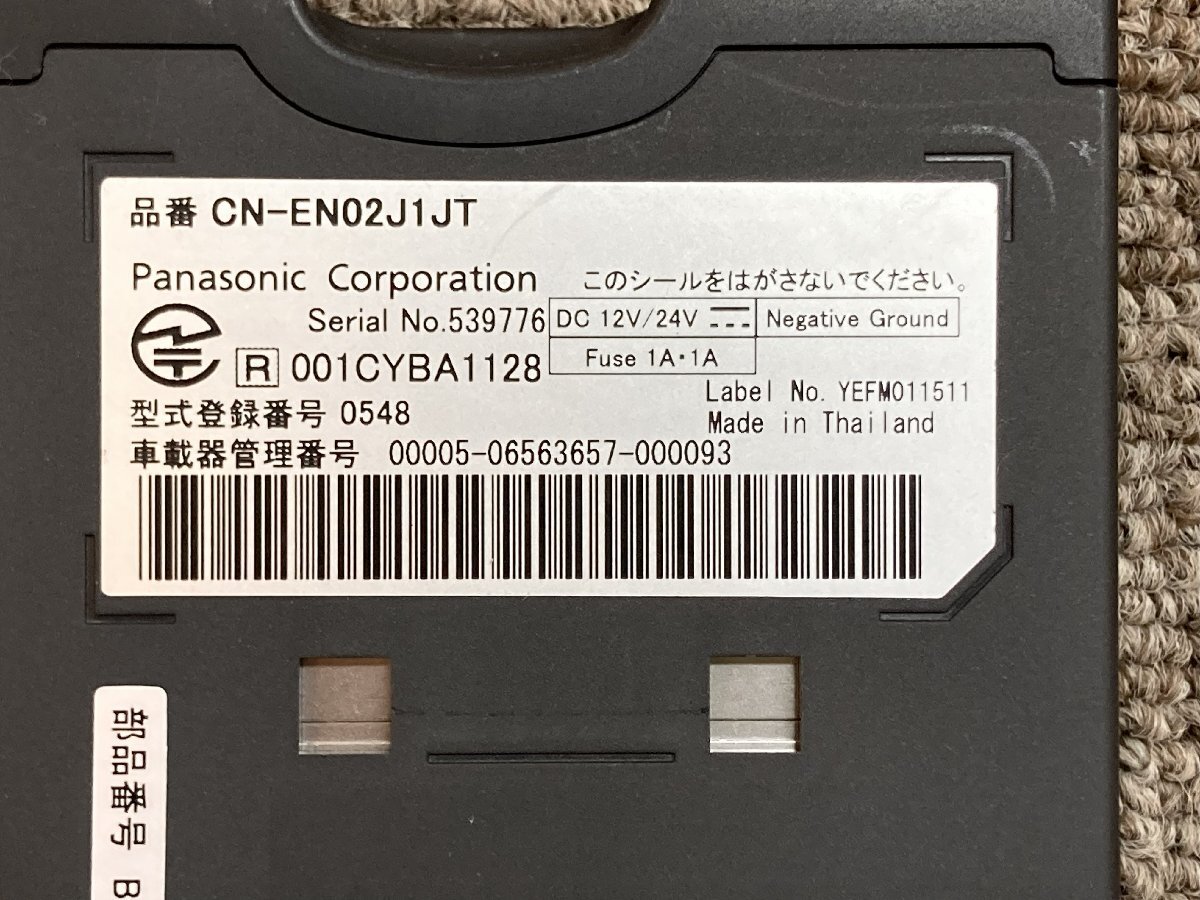 品番 CN-EN02J1JT
Panasonic Corporation
このシールをはがさないでください。
Serial No.539776
DC 12V/24V
Negative Ground
R 001CYBA1128
Fuse 1A・1A
Label No. YEFM011511
型式登録番号 0548
Made in Thailand
車載器管理番号 00005-06563657-000093
部品番号 B